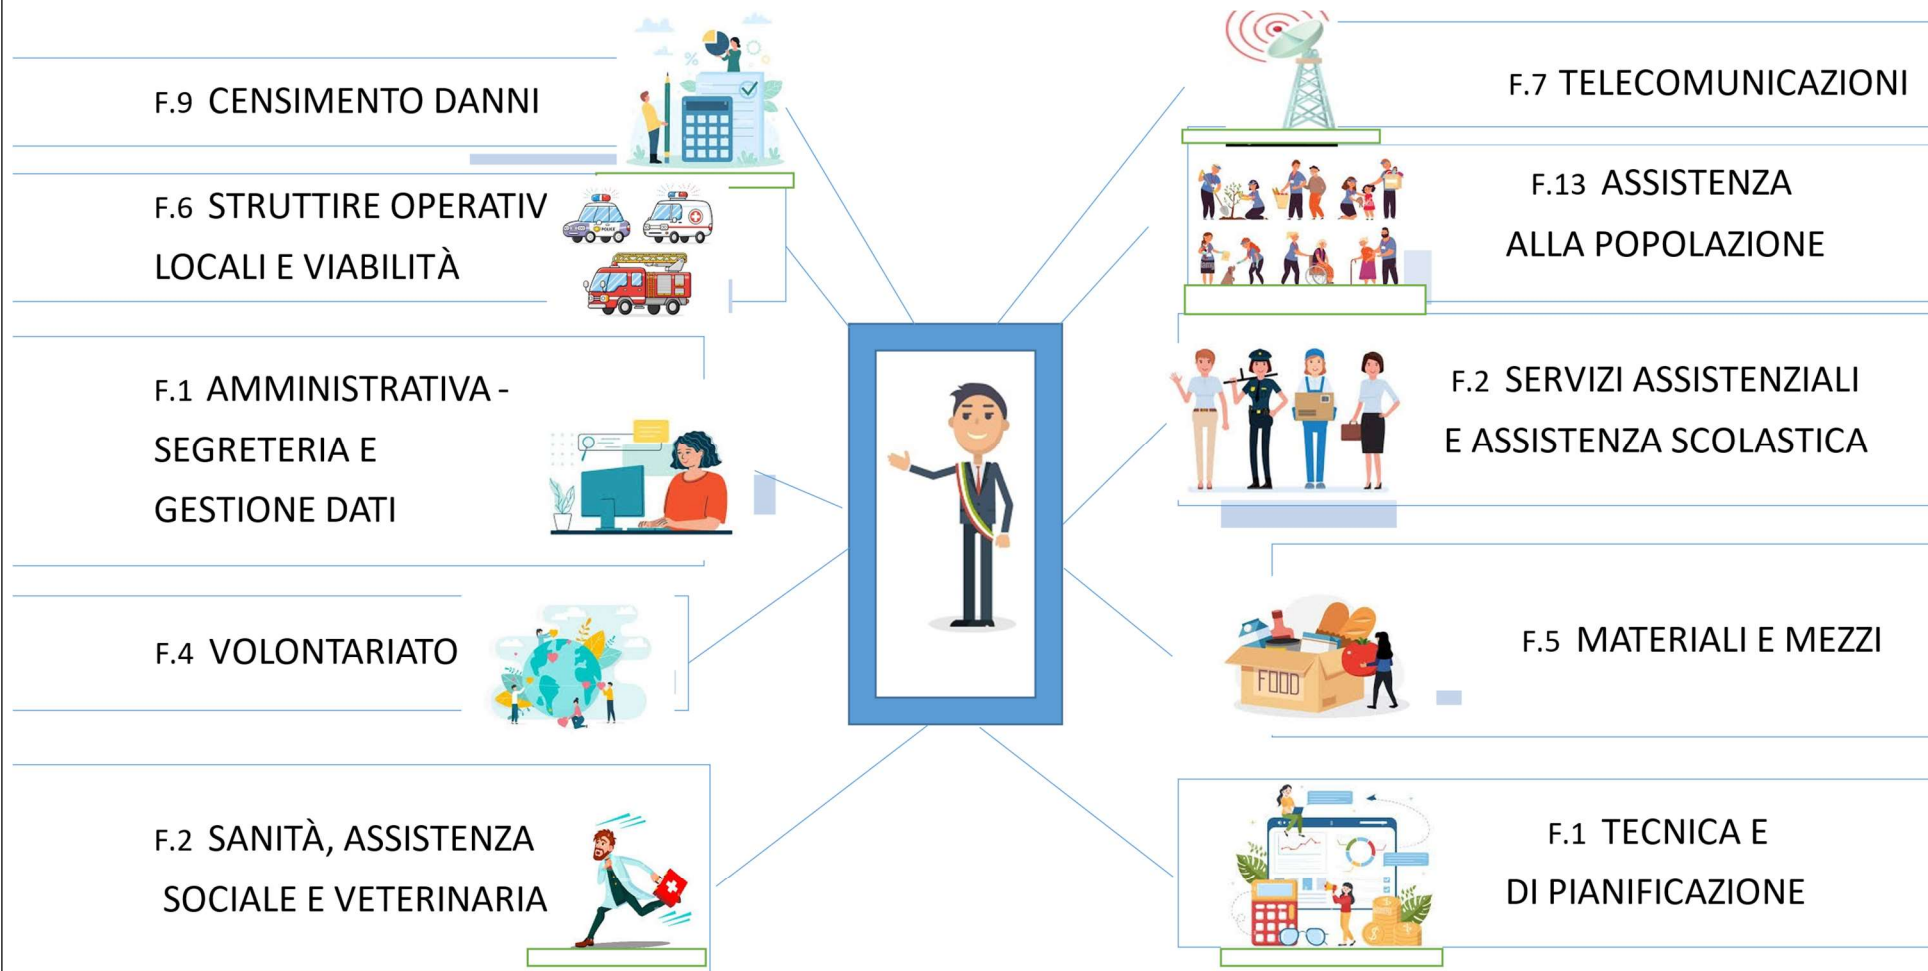 F.9 CENSIMENTO DANNI
F.6 STRUTTIRE OPERATIV
LOCALI E VIABILITÀ
POLICE
F.1 AMMINISTRATIVA -
SEGRETERIA E
GESTIONE DATI
F.4 VOLONTARIATO
F.2 SANITÀ, ASSISTENZA
SOCIALE E VETERINARIA
F.7 TELECOMUNICAZIONI
F.13 ASSISTENZA
ALLA POPOLAZIONE
F.2 SERVIZI ASSISTENZIALI
E ASSISTENZA SCOLASTICA
F.5 MATERIALI E MEZZI
FOOD
F.1 TECNICA E
DI PIANIFICAZIONE